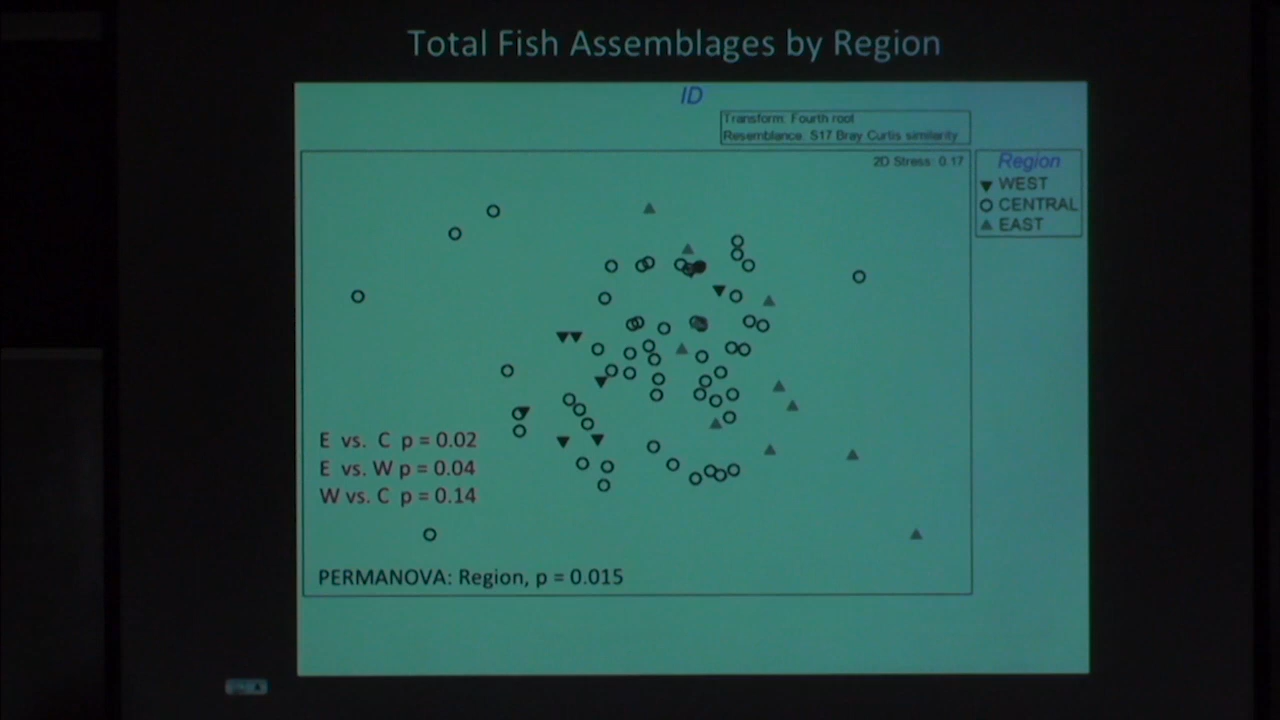 Total Fish Assemblages by Region
ID
Transform: Fourth root
Resemblance: S17 Bray Curtis similarity
2D Stress: 0.17
Region
WEST
CENTRAL
EAST
E vs. C p = 0.02
E vs. W p = 0.04
W vs. C p = 0.14
PERMANOVA: Region, p = 0.015